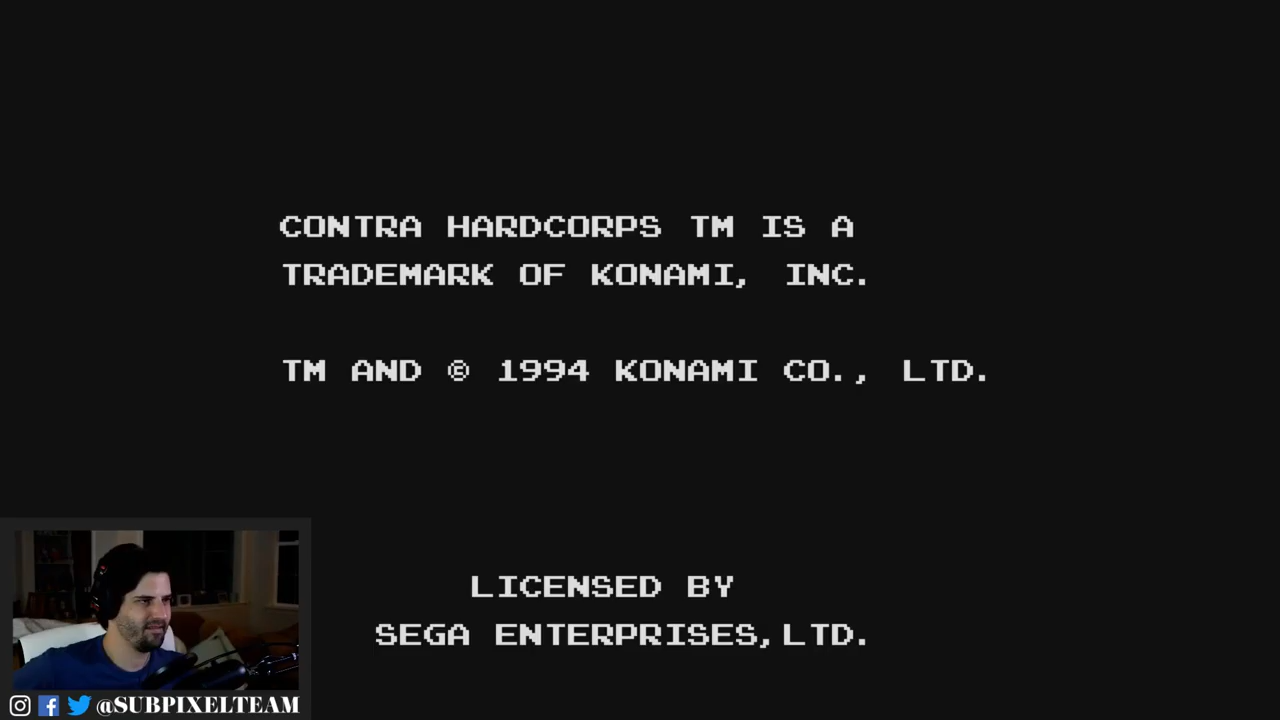 CONTRA HARDCORPS TM IS A
TRADEMARK OF KONAMI, INC.
TM AND © 1994 KONAMI CO., LTD.
LICENSED BY
SEGA ENTERPRISES,LTD.
@SUBPIXELTEAM